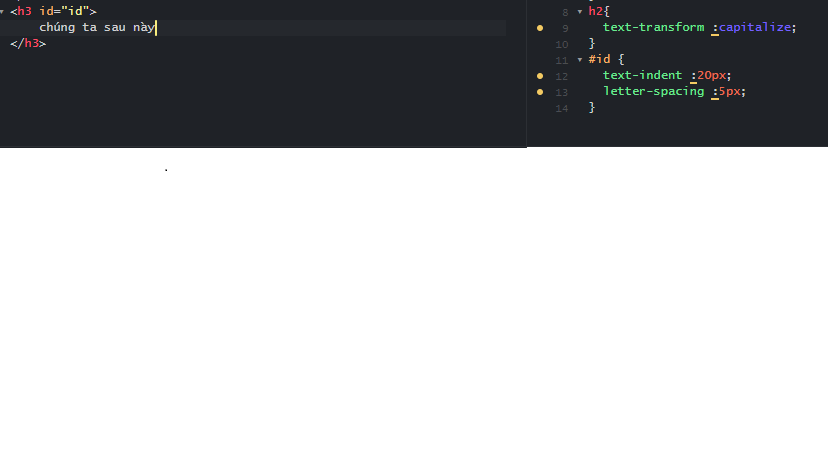 <h3 id="id">
chúng ta sau này
</h3>
8 h2{
9 text-transform :capitalize;
10 }
11 #id {
12 text-indent :20px;
13 letter-spacing :5px;
14 }
.